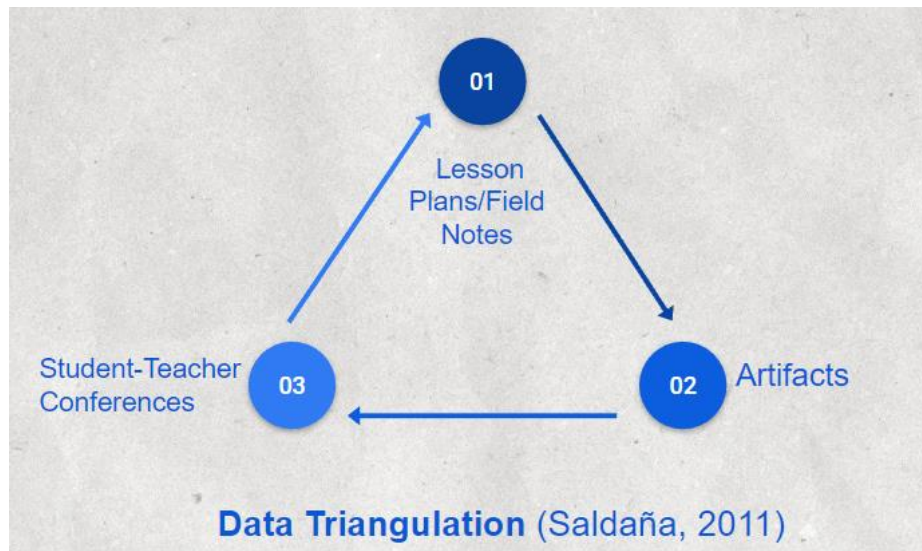 01
Lesson
Plans/Field
Notes
Student-Teacher
Conferences
03
02
Artifacts
Data Triangulation (Saldaña, 2011)